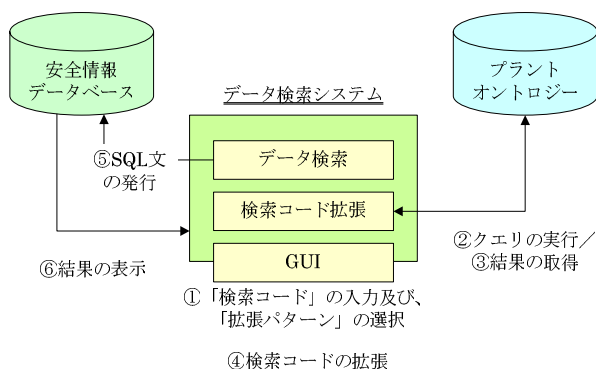 安全情報
データベース
プラント
オントロジー
データ検索システム
⑤SQL文
の発行
データ検索
検索コード拡張
GUI
②クエリの実行／
③結果の取得
⑥結果の表示
①「検索コード」の入力及び、
「拡張パターン」の選択
④検索コードの拡張